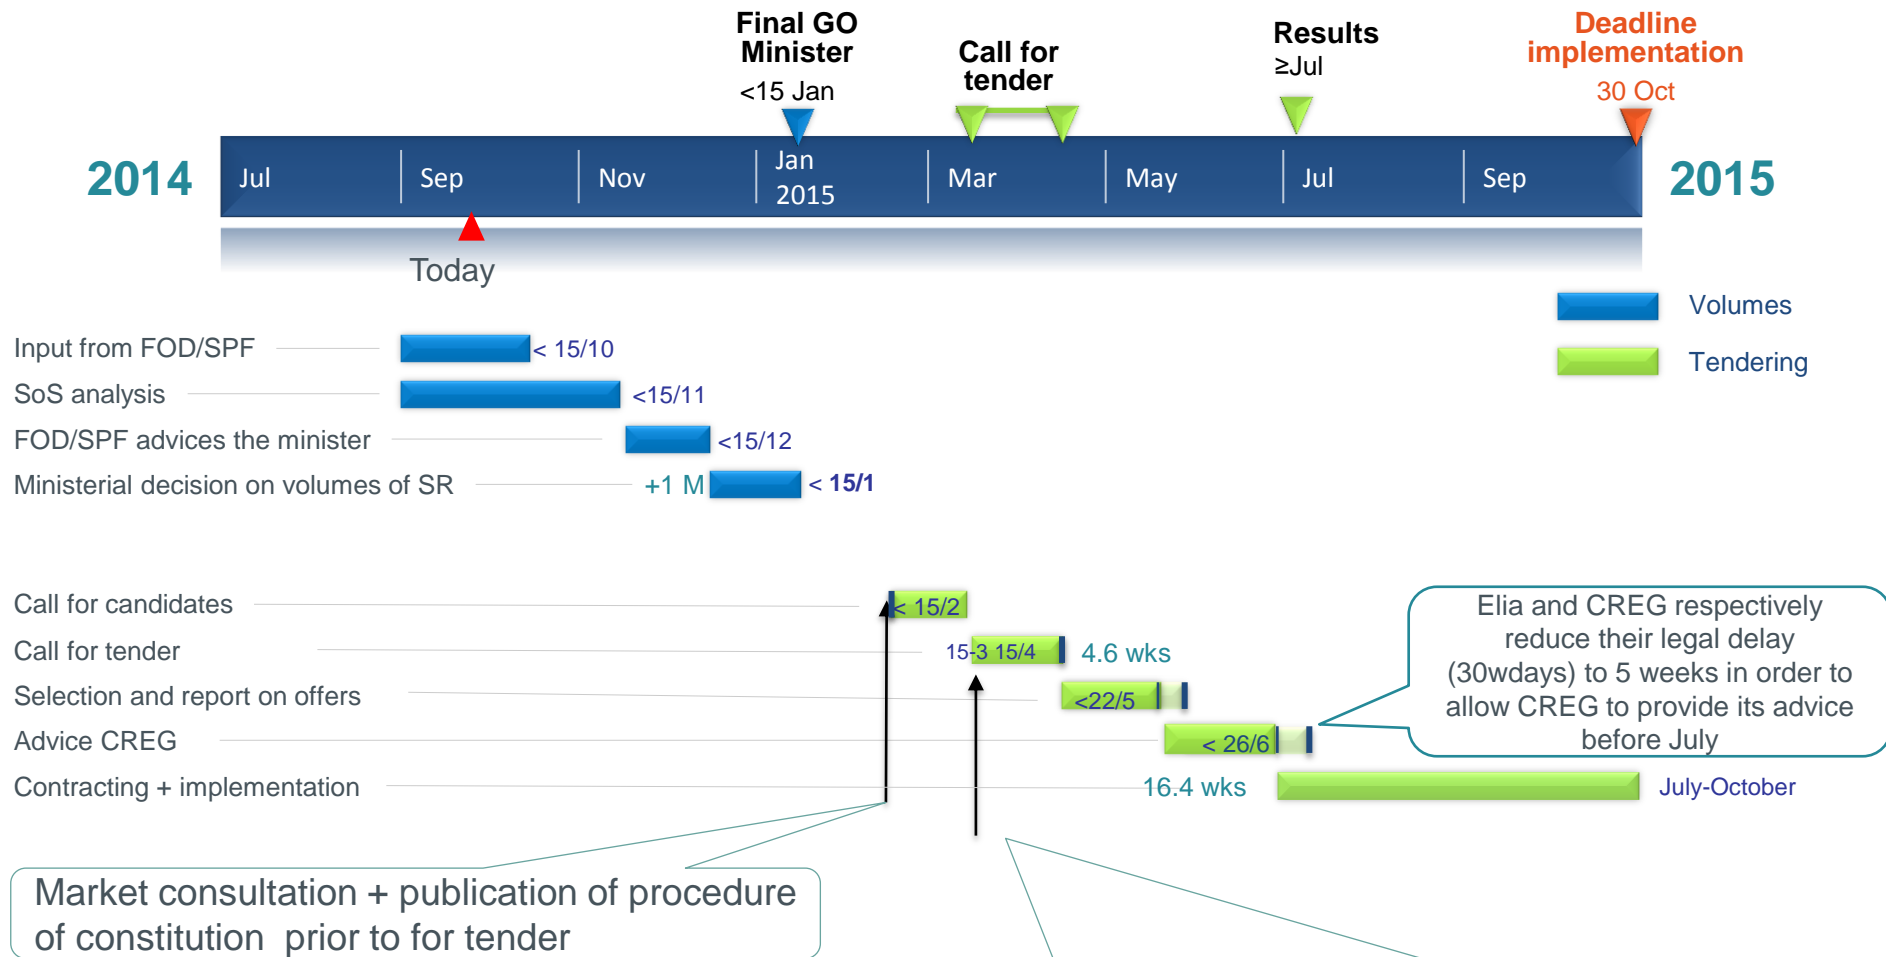 Final GO
Minister
<15 Jan
Call for
tender
Results
≥Jul
Deadline
implementation
30 Oct
2014
Jul
Sep
Nov
Jan
2015
Mar
May
Jul
Sep
2015
Today
Volumes
Tendering
Input from FOD/SPF
< 15/10
SoS analysis
<15/11
FOD/SPF advices the minister
<15/12
Ministerial decision on volumes of SR
+1 M
< 15/1
Call for candidates
< 15/2
Call for tender
15-3 15/4
4.6 wks
Selection and report on offers
<22/5
Advice CREG
< 26/6
Contracting + implementation
16.4 wks
July-October
Elia and CREG respectively
reduce their legal delay
(30wdays) to 5 weeks in order to
allow CREG to provide its advice
before July
Market consultation + publication of procedure
of constitution prior to for tender